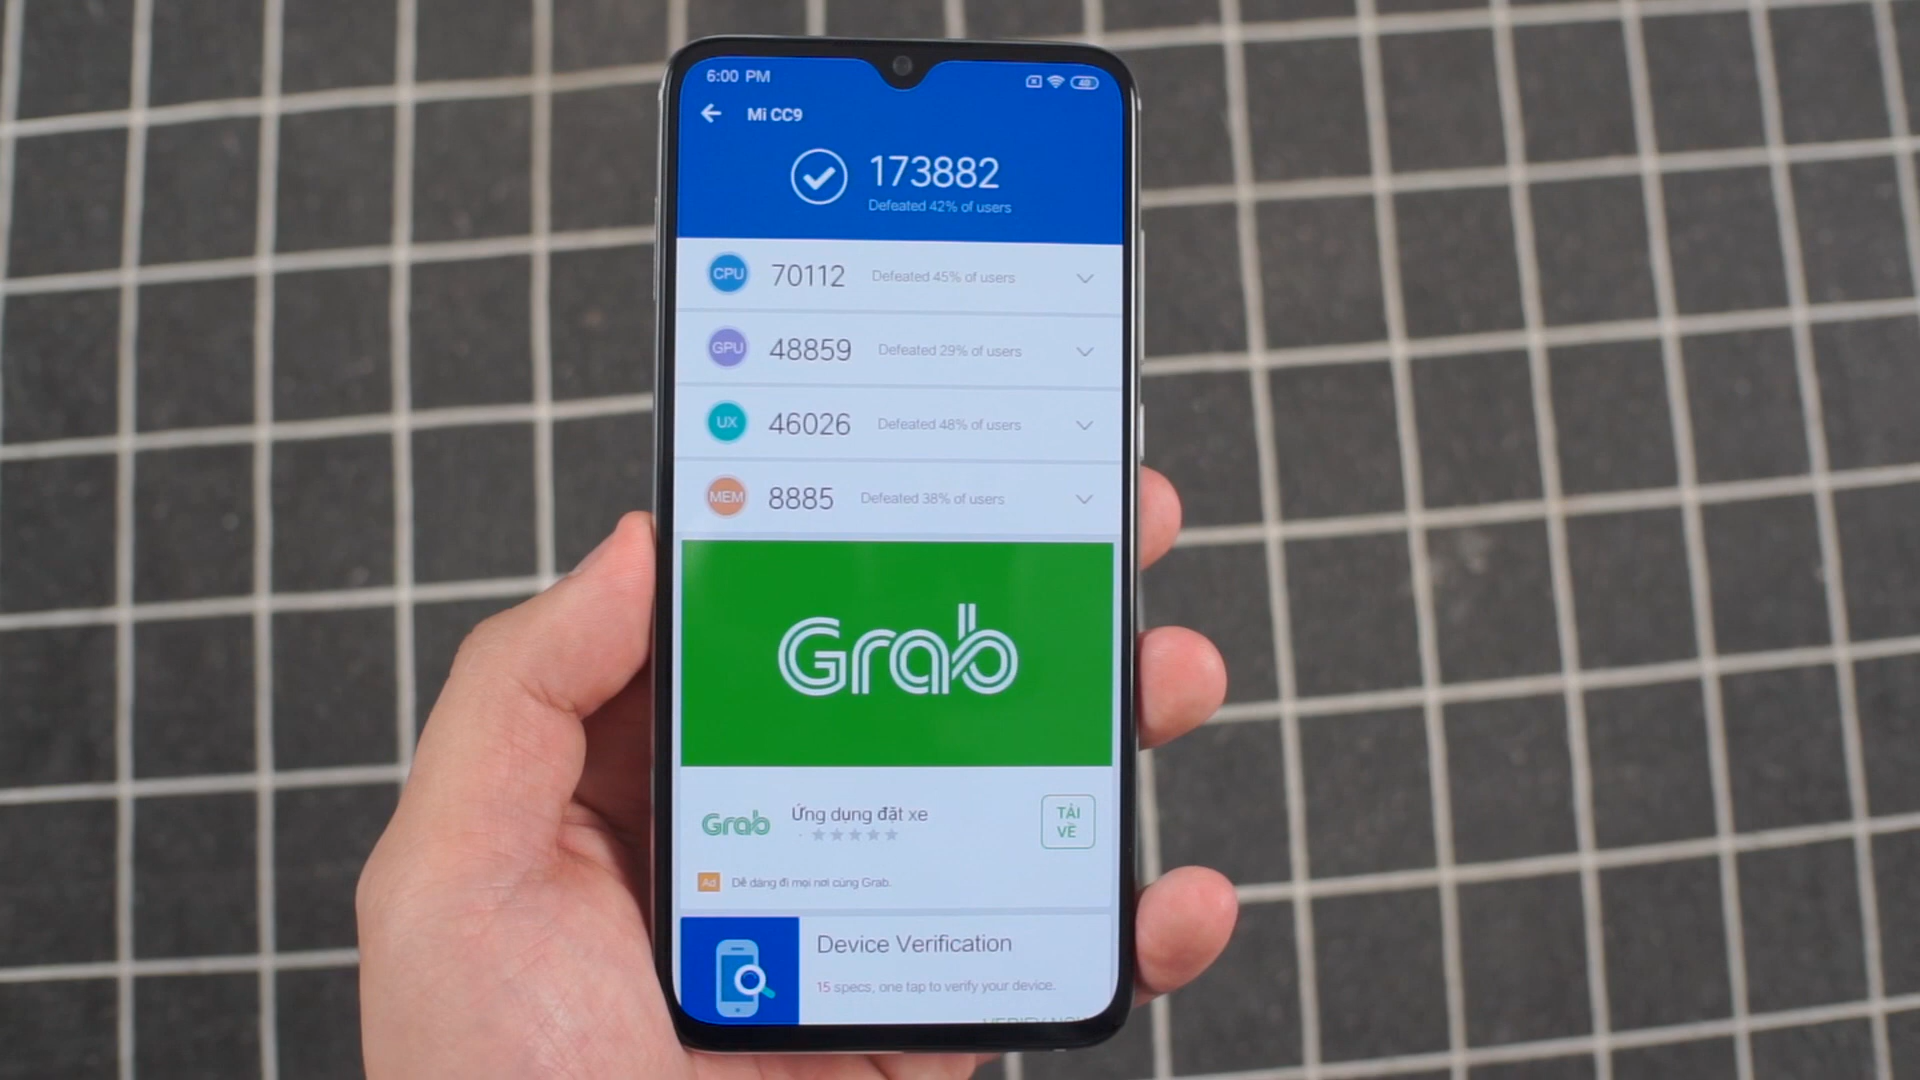 6:00 PM
40
Mi CC9
173882
Defeated 42% of users
CPU 70112 Defeated 45% of users
GPU 48859 Defeated 29% of users
UX 46026 Defeated 48% of users
MEM 8885 Defeated 38% of users
Grab
Grab
Ứng dụng đặt xe
TẢI
VỀ
Ad Dễ dàng đi mọi nơi cùng Grab.
Device Verification
15 specs, one tap to verify your device.